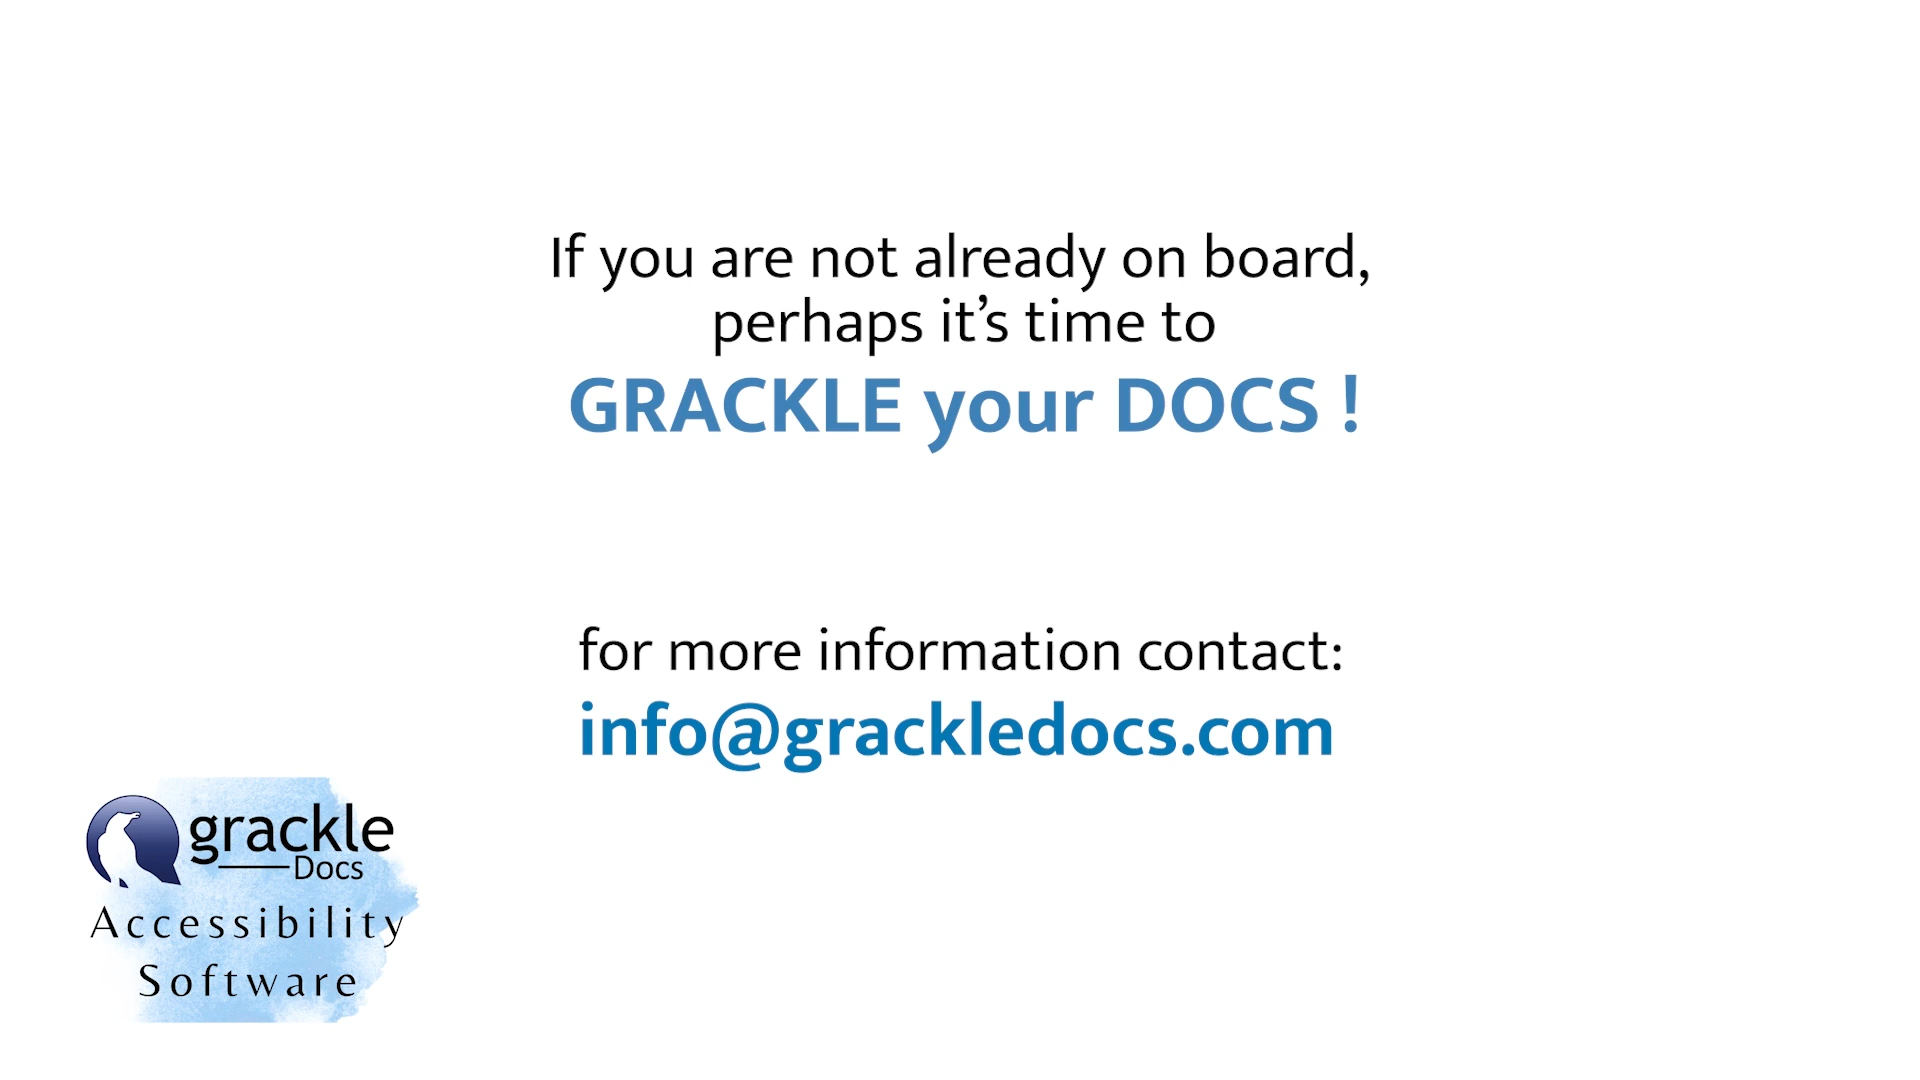 If you are not already on board,
perhaps it’s time to
GRACKLE your DOCS !
for more information contact:
info@grackledocs.com
grackle
Docs
Accessibility
Software